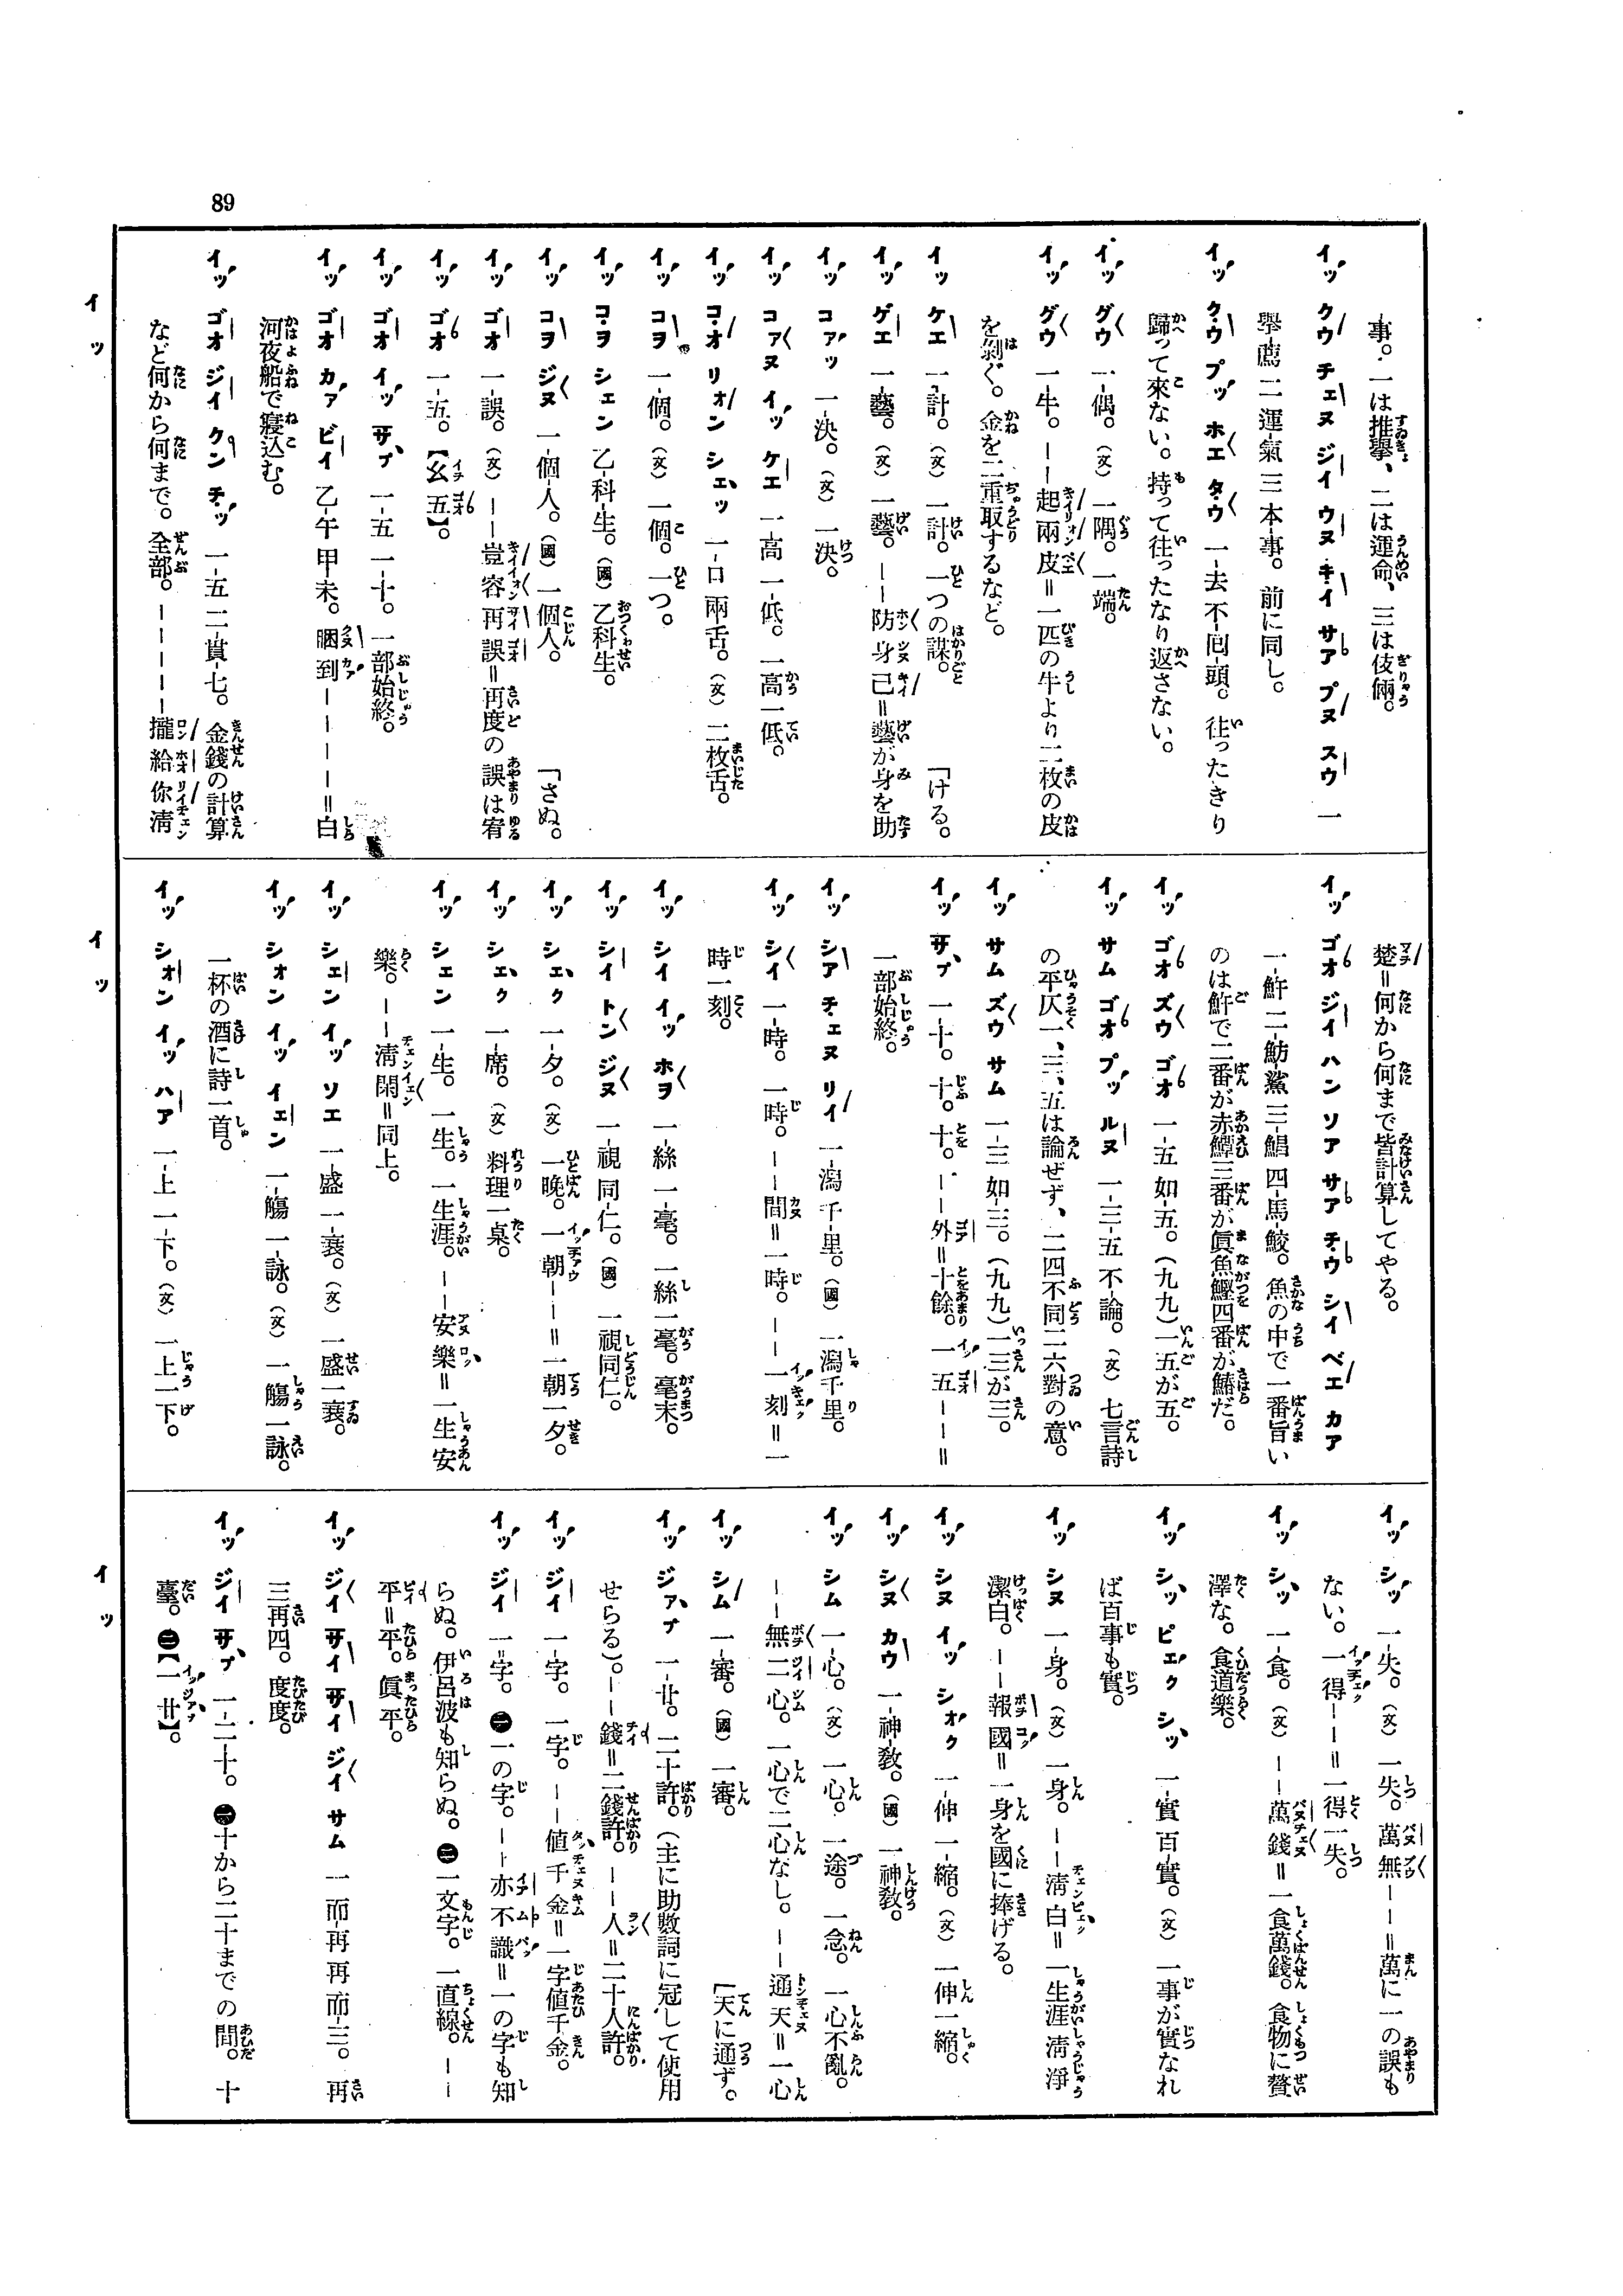 89
事。一は推擧、二は運命、三は伎倆。
イッ クウ チェヌ ジイ ウヌ キイ サア プヌ スウ 一
擧-薦 二 運-氣 三 本-事。前に同し。
イッ クウ プッ ホエ タウ 一-去 不-囘-頭。往ったきり
歸って來ない。持って往ったなり返さない。
イッ グウ 一-偶。(文) 一隅。一端。
イッ グウ 一-牛。――起 兩 皮=一匹の牛より二枚の皮
を剝ぐ。金を二重取するなど。
イッ ケエ 一-計。(文) 一計。一つの謀。 「ける。
イッ ゲエ 一-藝。(文) 一藝。――防 身 己=藝が身を助
イッ コァッ 一-決。(文) 一決。
イッ コァヌ イッ ケエ 一-高 一-低。一高一低。
イッ コオ リォン シェッ 一-口 兩-舌。(文) 二枚舌。
イッ コヲ 一-個。(文) 一個。一つ。
イッ コヲ シェン 乙-科-生。(國) 乙科生。
イッ コヲ ジヌ 一-個-人。(國) 一個人。 「さぬ。
イッ ゴオ 一-誤。(文) ――豈 容 再 誤=再度の誤は宥
イッ ゴオ 一-五。【玄 五】。
イッ ゴオ イッ サプ 一-五 一-十。一部始終。
イッ ゴオ カァ ビイ 乙-午 甲-未。睏 到――――=白
河夜船で寢込む。
イッ ゴオ ジイ クン チッ 一-五 二-貫-七。金錢の計算
など何から何まで。全部。―――――攏 給 你 淸
楚=何から何まで皆計算してやる。
イッ ゴオ ジイ ハン ソア サア チウ シイ ベエ カア
一-𩵚 二-魴-鯊 三-鯧 四-馬-鮫。魚の中で一番旨い
のは𩵚で二番が赤鱏三番が眞魚鰹四番が鰆だ。
イッ ゴオ ズウ ゴオ 一-五 如-五。(九九) 一五が五。
イッ サム ゴオ プッ ルヌ 一-三-五 不-論。(文) 七言詩
の平仄一、三、五は論ぜず、二四不同二六對の意。
イッ サム ズウ サム 一-三 如-三。(九九) 一三が三。
イッ サプ 一-十。十。十。――外=十餘。一 五――=
一部始終。
イッ シア チェヌ リイ 一-瀉 千-里。(國) 一瀉千里。
イッ シイ 一-時。一時。――間=一時。――一 刻=一
時一刻。
イッ シイ イッ ホヲ 一-絲 一-毫。一絲一毫。毫末。
イッ シイ トン ジヌ 一-視 同-仁。(國) 一視同仁。
イッ シェク 一-夕。(文) 一晚。一 朝――=一朝一夕。
イッ シェク 一-席。(文) 料理一桌。
イッ シェン 一-生。一生。一生涯。――安 樂=一生安
樂。――淸 閑=同上。
イッ シェン イッ ソエ 一-盛 一-衰。(文) 一盛一衰。
イッ シォン イッ イェン 一-觴 一-詠。(文) 一觴一詠。
一杯の酒に詩一首。
イッ シォン イッ ハア 一-上 一-下。(文) 一上一下。
イッ シッ 一-失。(文) 一失。萬 無――=萬に一の誤も
ない。一 得――=一得一失。
イッ シッ 一-食。(文) ――萬 錢=一食萬錢。食物に贅
澤な。食道樂。
イッ シッ ピェク シッ 一-實 百-實。(文) 一事が實なれ
ば百事も實。
イッ シヌ 一-身。(文) 一身。――淸 白=一生涯淸淨
潔白。――報 國=一身を國に捧げる。
イッ シヌ イッ シオク 一-伸 一-縮。(文) 一伸一縮。
イッ シヌ カウ 一-神-敎。(國) 一神敎。
イッ シム 一-心。(文) 一心。一途。一念。一心不亂。
――無 二 心。一心で二心なし。――通 天=一心
イッ シム 一-審。(國) 一審。 「天に通ず。
イッ ジァプ 一-廿。二十許。(主に助數詞に冠して使用
せらる)。――錢=二錢許。――人=二十人許。
イッ ジイ 一-字。一字。――値 千 金=一字値千金。
イッ ジイ 一-字。㊀一の字。――亦 不 識=一の字も知
らぬ。伊呂波も知らぬ。㊁一文字。一直線。――
平=平。眞平。
イッ ジイ サイ サイ ジイ サム 一 而-再 再 而-三。再
三再四。度度。
イッ ジイ サプ 一-二-十。㊀十から二十までの間。十
臺。㊁【一 廿】。
イ ッ
イ ッ
イ ッ